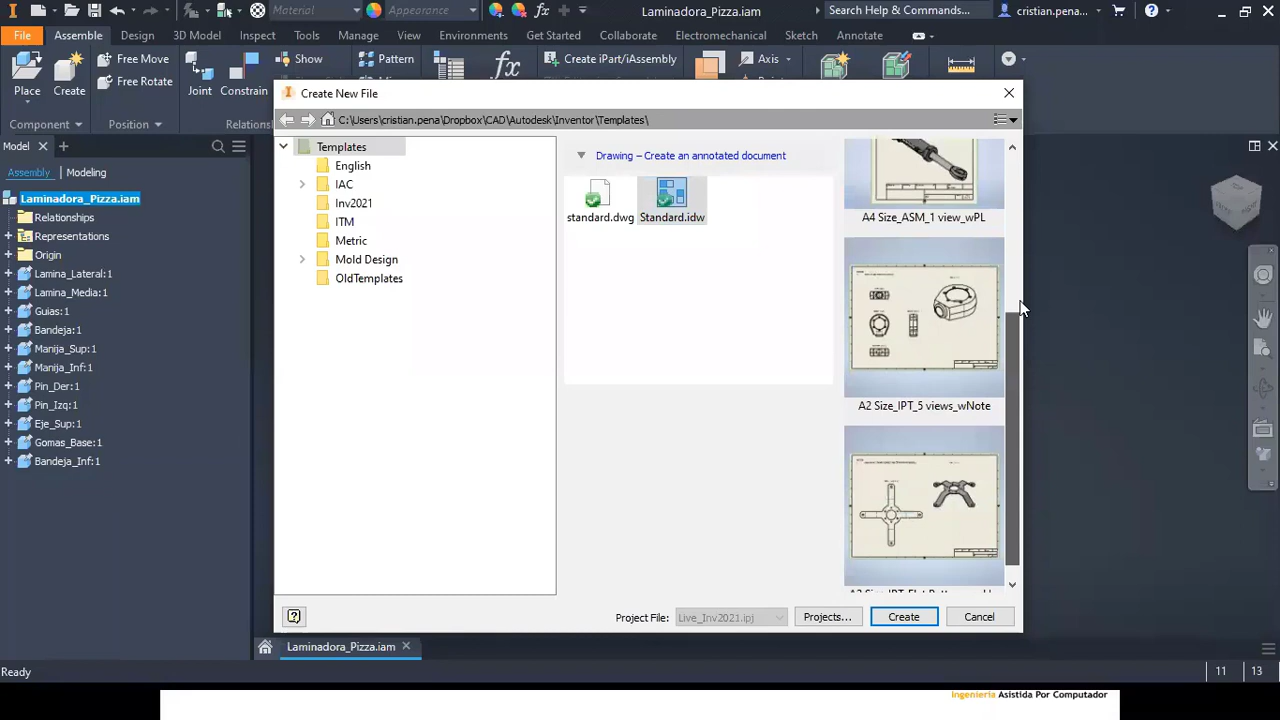 Material
Appearance
Laminadora_Pizza.iam
Search Help & Commands...
cristian.pena...
File
Assemble
Design
3D Model
Inspect
Tools
Manage
View
Environments
Get Started
Collaborate
Electromechanical
Sketch
Annotate
Place
Create
Free Move
Free Rotate
Joint
Constrain
Show
Pattern
Create iPart/iAssembly
Axis
Component
Position
Create New File
C:\Users\cristian.pena\Dropbox\CAD\Autodesk\Inventor\Templates\
Model
Assembly
Modeling
Laminadora_Pizza.iam
Relationships
Representations
Origin
Lamina_Lateral:1
Lamina_Media:1
Guias:1
Bandeja:1
Manija_Sup:1
Manija_Inf:1
Pin_Der:1
Pin_Izq:1
Eje_Sup:1
Gomas_Base:1
Bandeja_Inf:1
Templates
English
IAC
Inv2021
ITM
Metric
Mold Design
OldTemplates
Drawing – Create an annotated document
standard.dwg
Standard.idw
A4 Size_ASM_1 view_wPL
A2 Size_IPT_5 views_wNote
Project File:
Live_Inv2021.ipj
Projects...
Create
Cancel
Laminadora_Pizza.iam
Ready
11
13
Ingeniería Asistida Por Computador